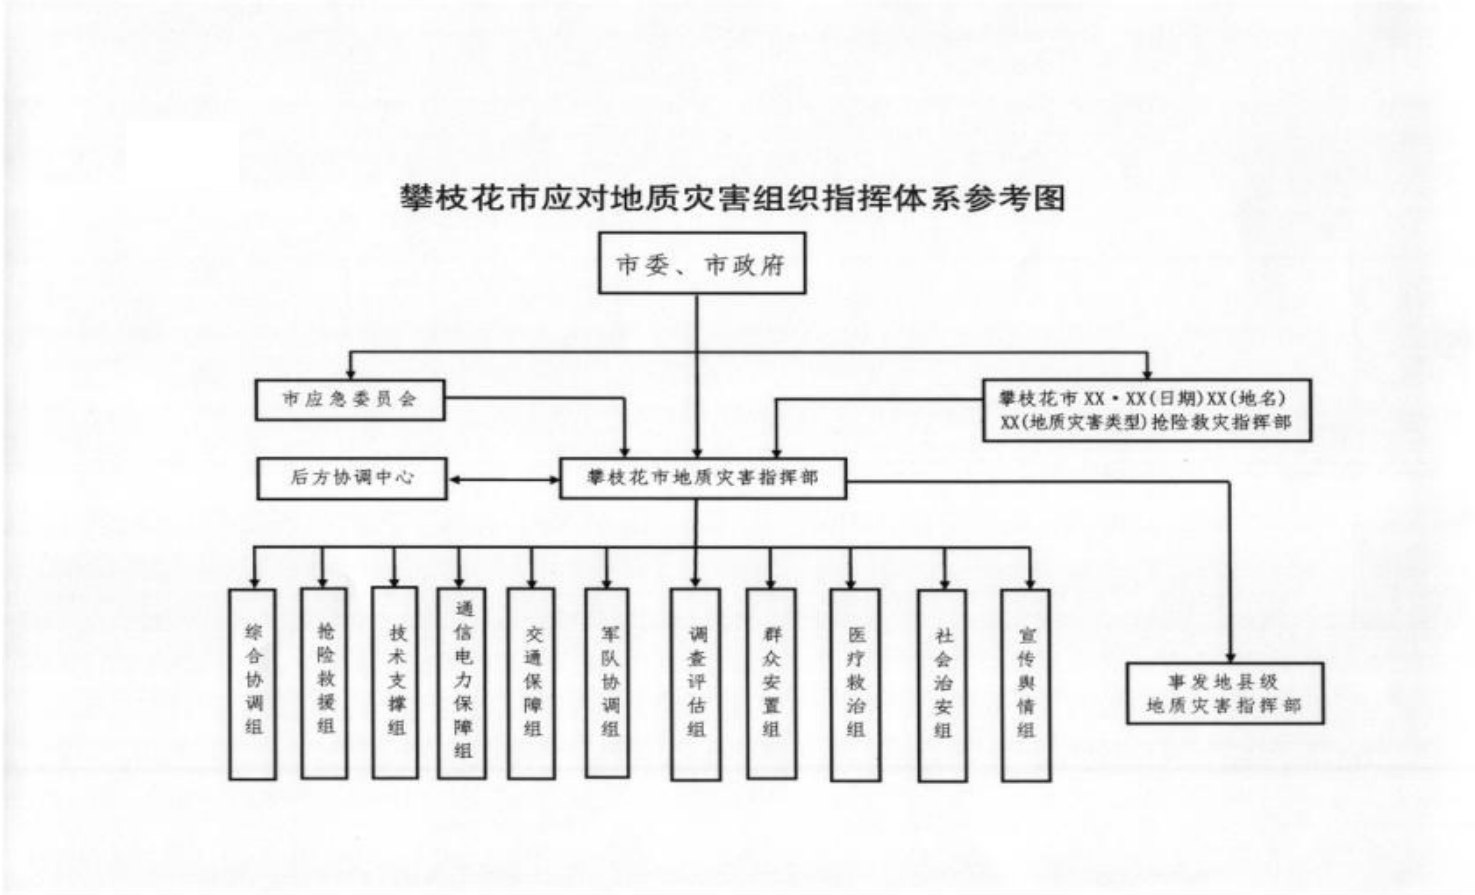 攀枝花市应对地质灾害组织指挥体系参考图
市委、市政府
市应急委员会
攀枝花市XX·XX(日期)XX(地名)
XX(地质灾害类型)抢险救灾指挥部
后方协调中心
攀枝花市地质灾害指挥部
综合协调组
抢险救援组
技术支撑组
通信电力保障组
交通保障组
军队协调组
调查评估组
群众安置组
医疗救治组
社会治安组
宣传舆情组
事发地县级
地质灾害指挥部